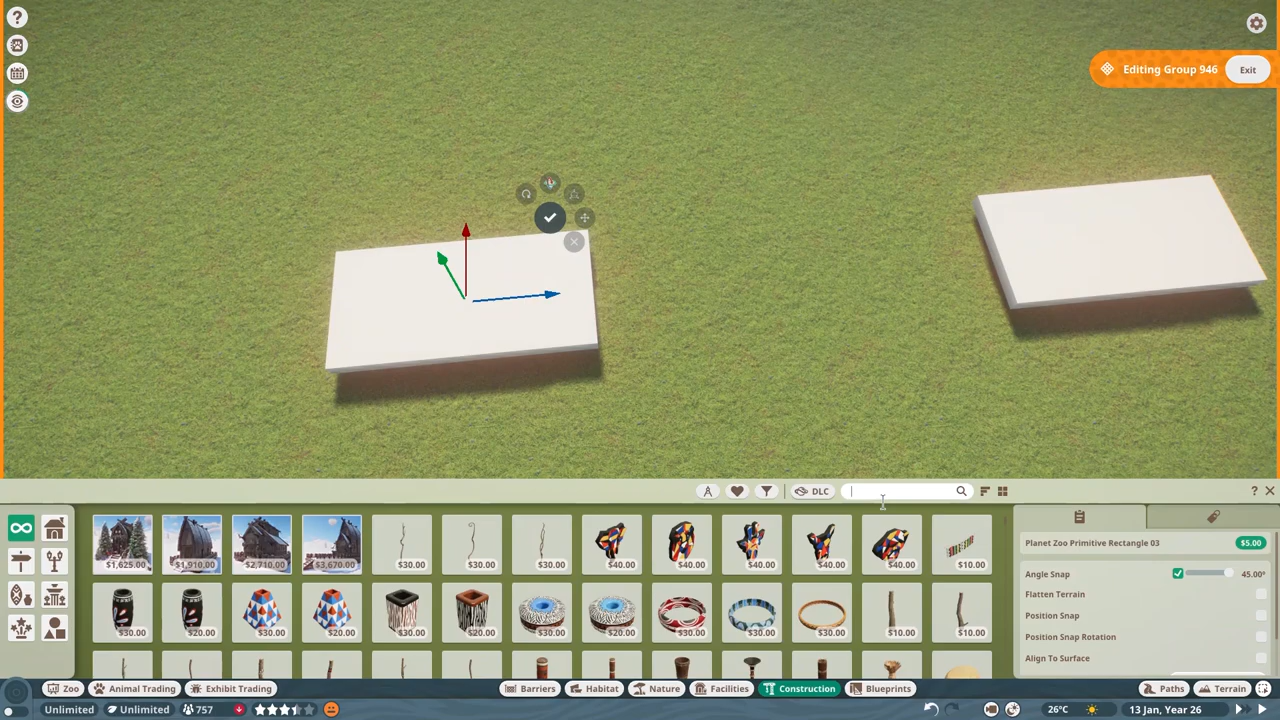 Editing Group 946
Exit
DLC
$1,625.00 $1,910.00 $2,710.00 $3,670.00 $30.00 $30.00 $30.00 $40.00 $40.00 $40.00 $40.00 $40.00 $10.00
$30.00 $20.00 $30.00 $20.00 $30.00 $20.00 $30.00 $20.00 $30.00 $30.00 $30.00 $10.00 $10.00
Planet Zoo Primitive Rectangle 03 $5.00
Angle Snap 45.00°
Flatten Terrain
Position Snap
Position Snap Rotation
Align To Surface
Zoo Animal Trading Exhibit Trading Barriers Habitat Nature Facilities Construction Blueprints Paths Terrain
Unlimited Unlimited 757 26°C 13 Jan, Year 26